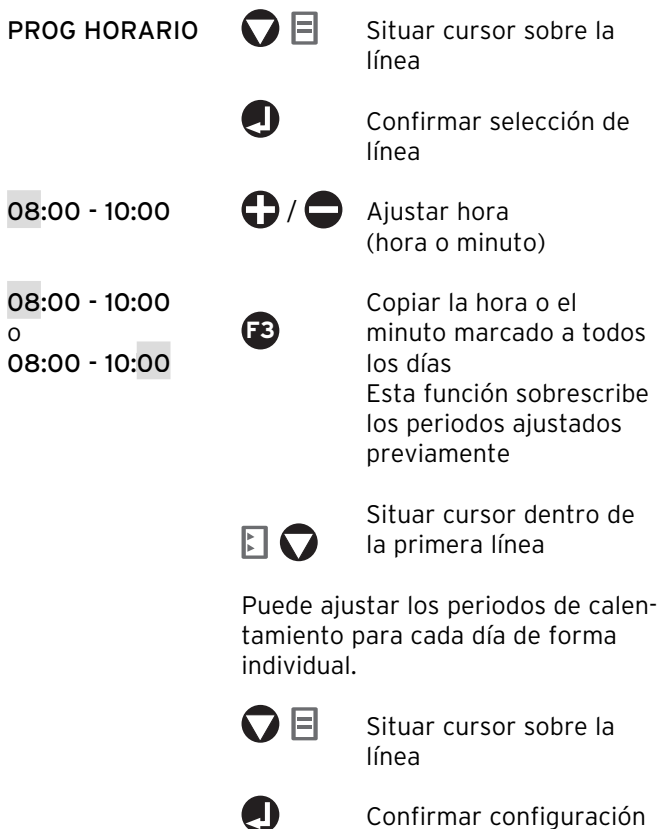 PROG HORARIO
Situar cursor sobre la
línea
Confirmar selección de
línea
08:00 - 10:00
/
Ajustar hora
(hora o minuto)
08:00 - 10:00
o
08:00 - 10:00
F3
Copiar la hora o el
minuto marcado a todos
los días
Esta función sobrescribe
los periodos ajustados
previamente
Situar cursor dentro de
la primera línea
Puede ajustar los periodos de calen-
tamiento para cada día de forma
individual.
Situar cursor sobre la
línea
Confirmar configuración